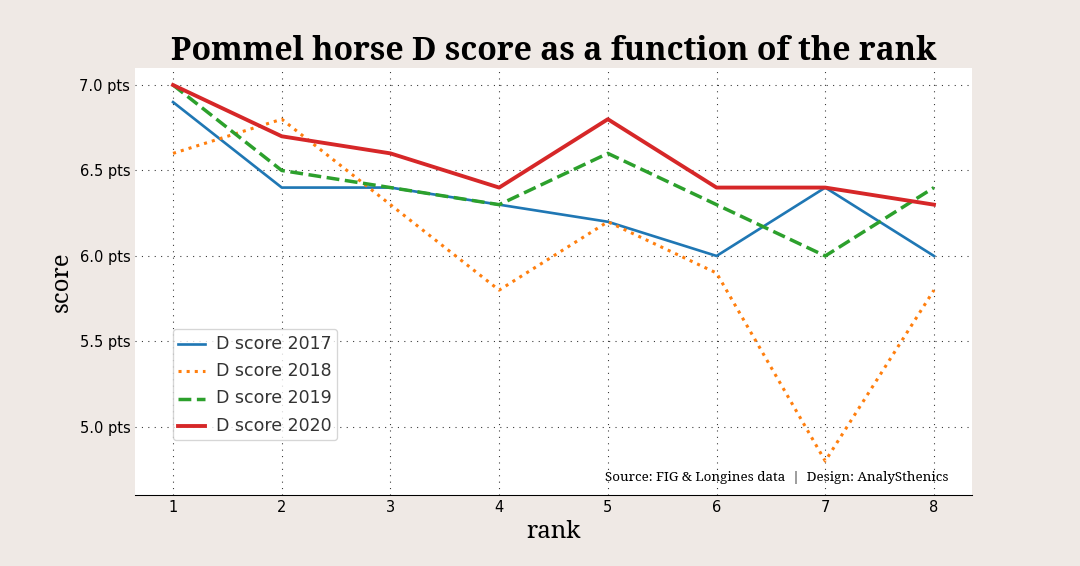 Pommel horse D score as a function of the rank
7.0 pts
6.5 pts
6.0 pts
5.5 pts
5.0 pts
score
D score 2017
D score 2018
D score 2019
D score 2020
Source: FIG & Longines data | Design: AnalySthenics
1 2 3 4 5 6 7 8
rank